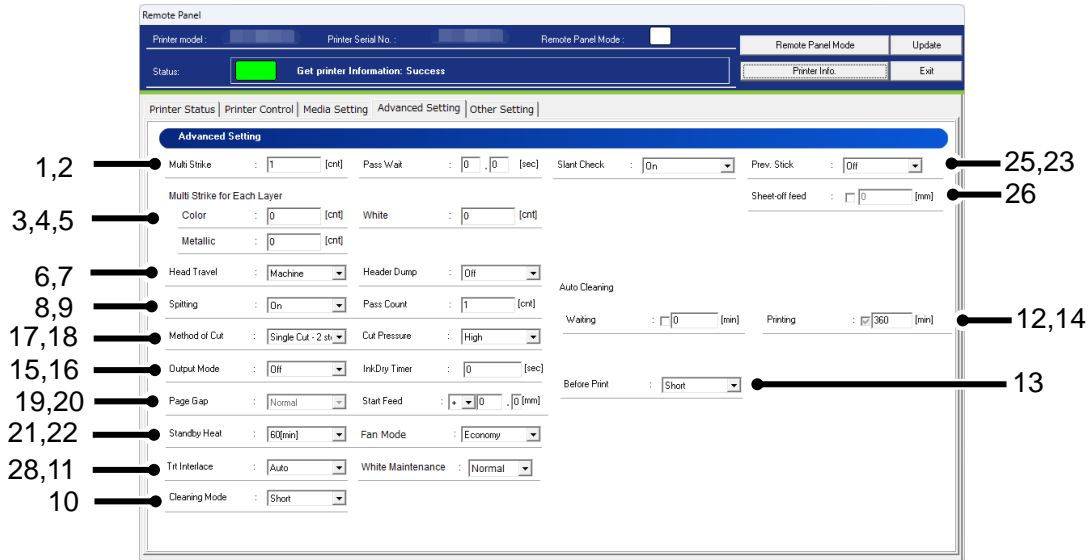 Remote Panel
Printer model : Printer Serial No. : Remote Panel Mode : Remote Panel Mode Update
Status: Get printer Information: Success Printer Info. Exit
Printer Status Printer Control Media Setting Advanced Setting Other Setting
Advanced Setting
1,2 Multi Strike : 1 [cnt] Pass Wait : 0 . 0 [sec] Slant Check : On Prev. Stick : Off 25,23
Multi Strike for Each Layer Sheet-off feed : 0 [mm] 26
3,4,5 Color : 0 [cnt] White : 0 [cnt]
Metallic : 0 [cnt]
6,7 Head Travel : Machine Header Dump : Off
Auto Cleaning
8,9 Spitting : On Pass Count : 1 [cnt]
Waiting : 0 [min] Printing : 360 [min] 12,14
17,18 Method of Cut : Single Cut - 2 ste Cut Pressure : High
15,16 Output Mode : Off InkDry Timer : 0 [sec]
Before Print : Short 13
19,20 Page Gap : Normal Start Feed : + 0 . 0 [mm]
21,22 Standby Heat : 60[min] Fan Mode : Economy
28,11 Trt Interlace : Auto White Maintenance : Normal
10 Cleaning Mode : Short